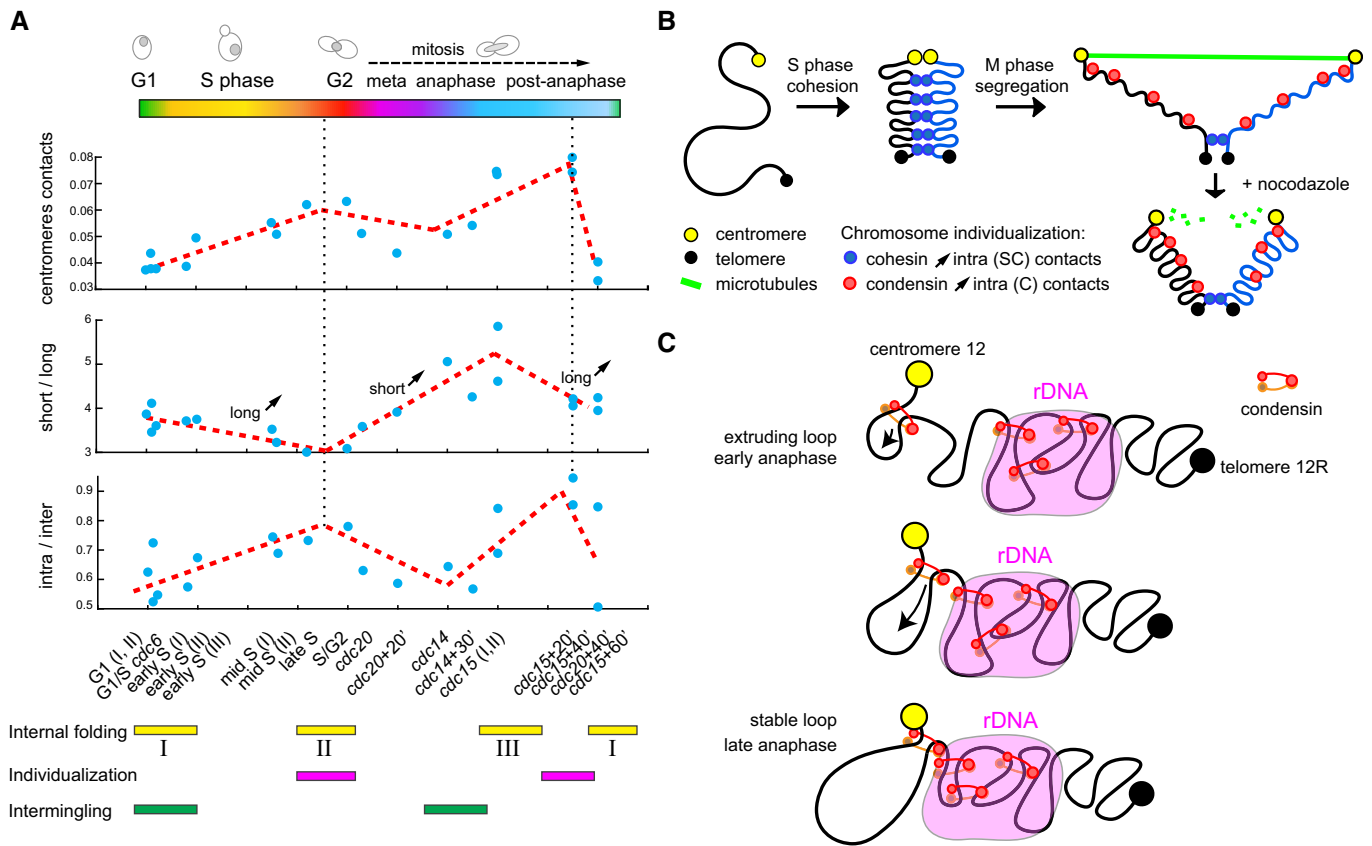 A
mitosis
G1
S phase
G2
meta
anaphase
post-anaphase
centromeres contacts
0.08
0.07
0.06
0.05
0.04
0.03
short / long
6
5
4
3
long
short
long
intra / inter
0.9
0.8
0.7
0.6
0.5
G1 (I, II)
G1/S cdc6
early S (I)
early S (II)
early S (III)
mid S (I)
mid S (II)
late S
S/G2
cdc20
cdc20+20'
cdc14
cdc14+30'
cdc15 (I.II)
cdc15+20'
cdc15+40'
cdc20+40'
cdc15+60'
Internal folding
I
II
III
I
Individualization
Intermingling
B
S phase
cohesion
M phase
segregation
+ nocodazole
centromere
telomere
microtubules
Chromosome individualization:
cohesin intra (SC) contacts
condensin intra (C) contacts
C
centromere 12
rDNA
condensin
extruding loop
early anaphase
telomere 12R
rDNA
stable loop
late anaphase
rDNA